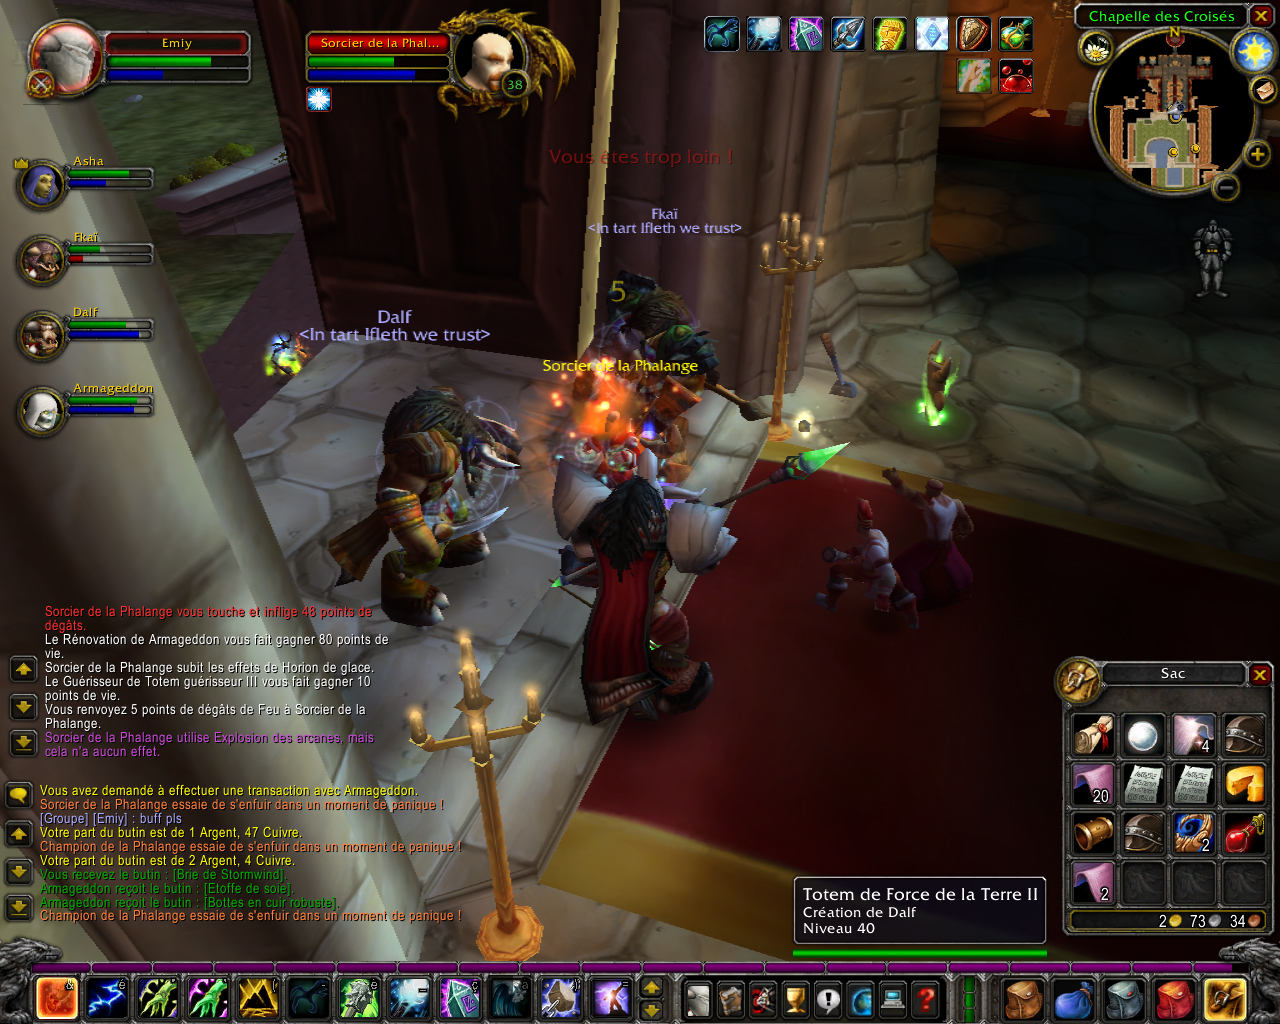 Emiy
Sorcier de la Phal...
38
Chapelle des Croisés
N
Asha
Fkaï
Dalf
Armageddon
Vous êtes trop loin !
Fkaï
<In tart Ifleth we trust>
5
Dalf
<In tart Ifleth we trust>
Sorcier de la Phalange
Sorcier de la Phalange vous touche et inflige 48 points de
dégâts.
Le Rénovation de Armageddon vous fait gagner 80 points de
vie.
Sorcier de la Phalange subit les effets de Horion de glace.
Le Guérisseur de Totem guérisseur III vous fait gagner 10
points de vie.
Vous renvoyez 5 points de dégâts de Feu à Sorcier de la
Phalange.
Sorcier de la Phalange utilise Explosion des arcanes, mais
cela n'a aucun effet.
Vous avez demandé à effectuer une transaction avec Armageddon.
Sorcier de la Phalange essaie de s'enfuir dans un moment de panique !
[Groupe] [Emiy] : buff pls
Votre part du butin est de 1 Argent, 47 Cuivre.
Champion de la Phalange essaie de s'enfuir dans un moment de panique !
Votre part du butin est de 2 Argent, 4 Cuivre.
Vous recevez le butin : [Brie de Stormwind].
Armageddon reçoit le butin : [Etoffe de soie].
Armageddon reçoit le butin : [Bottes en cuir robuste].
Champion de la Phalange essaie de s'enfuir dans un moment de panique !
Sac
4
20
2
2
2 73 34
Totem de Force de la Terre II
Création de Dalf
Niveau 40